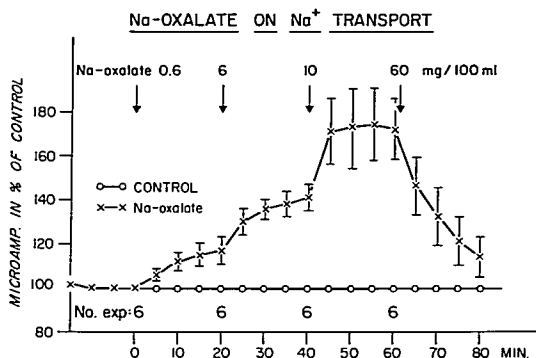 Na-OXALATE ON Na+ TRANSPORT
Na-oxalate 0.6 6 10 60 mg/100 ml
MICROAMP. IN % OF CONTROL
180
160
140
120
100
80
CONTROL
Na-oxalate
No. exp: 6 6 6 6
0 10 20 30 40 50 60 70 80 MIN.